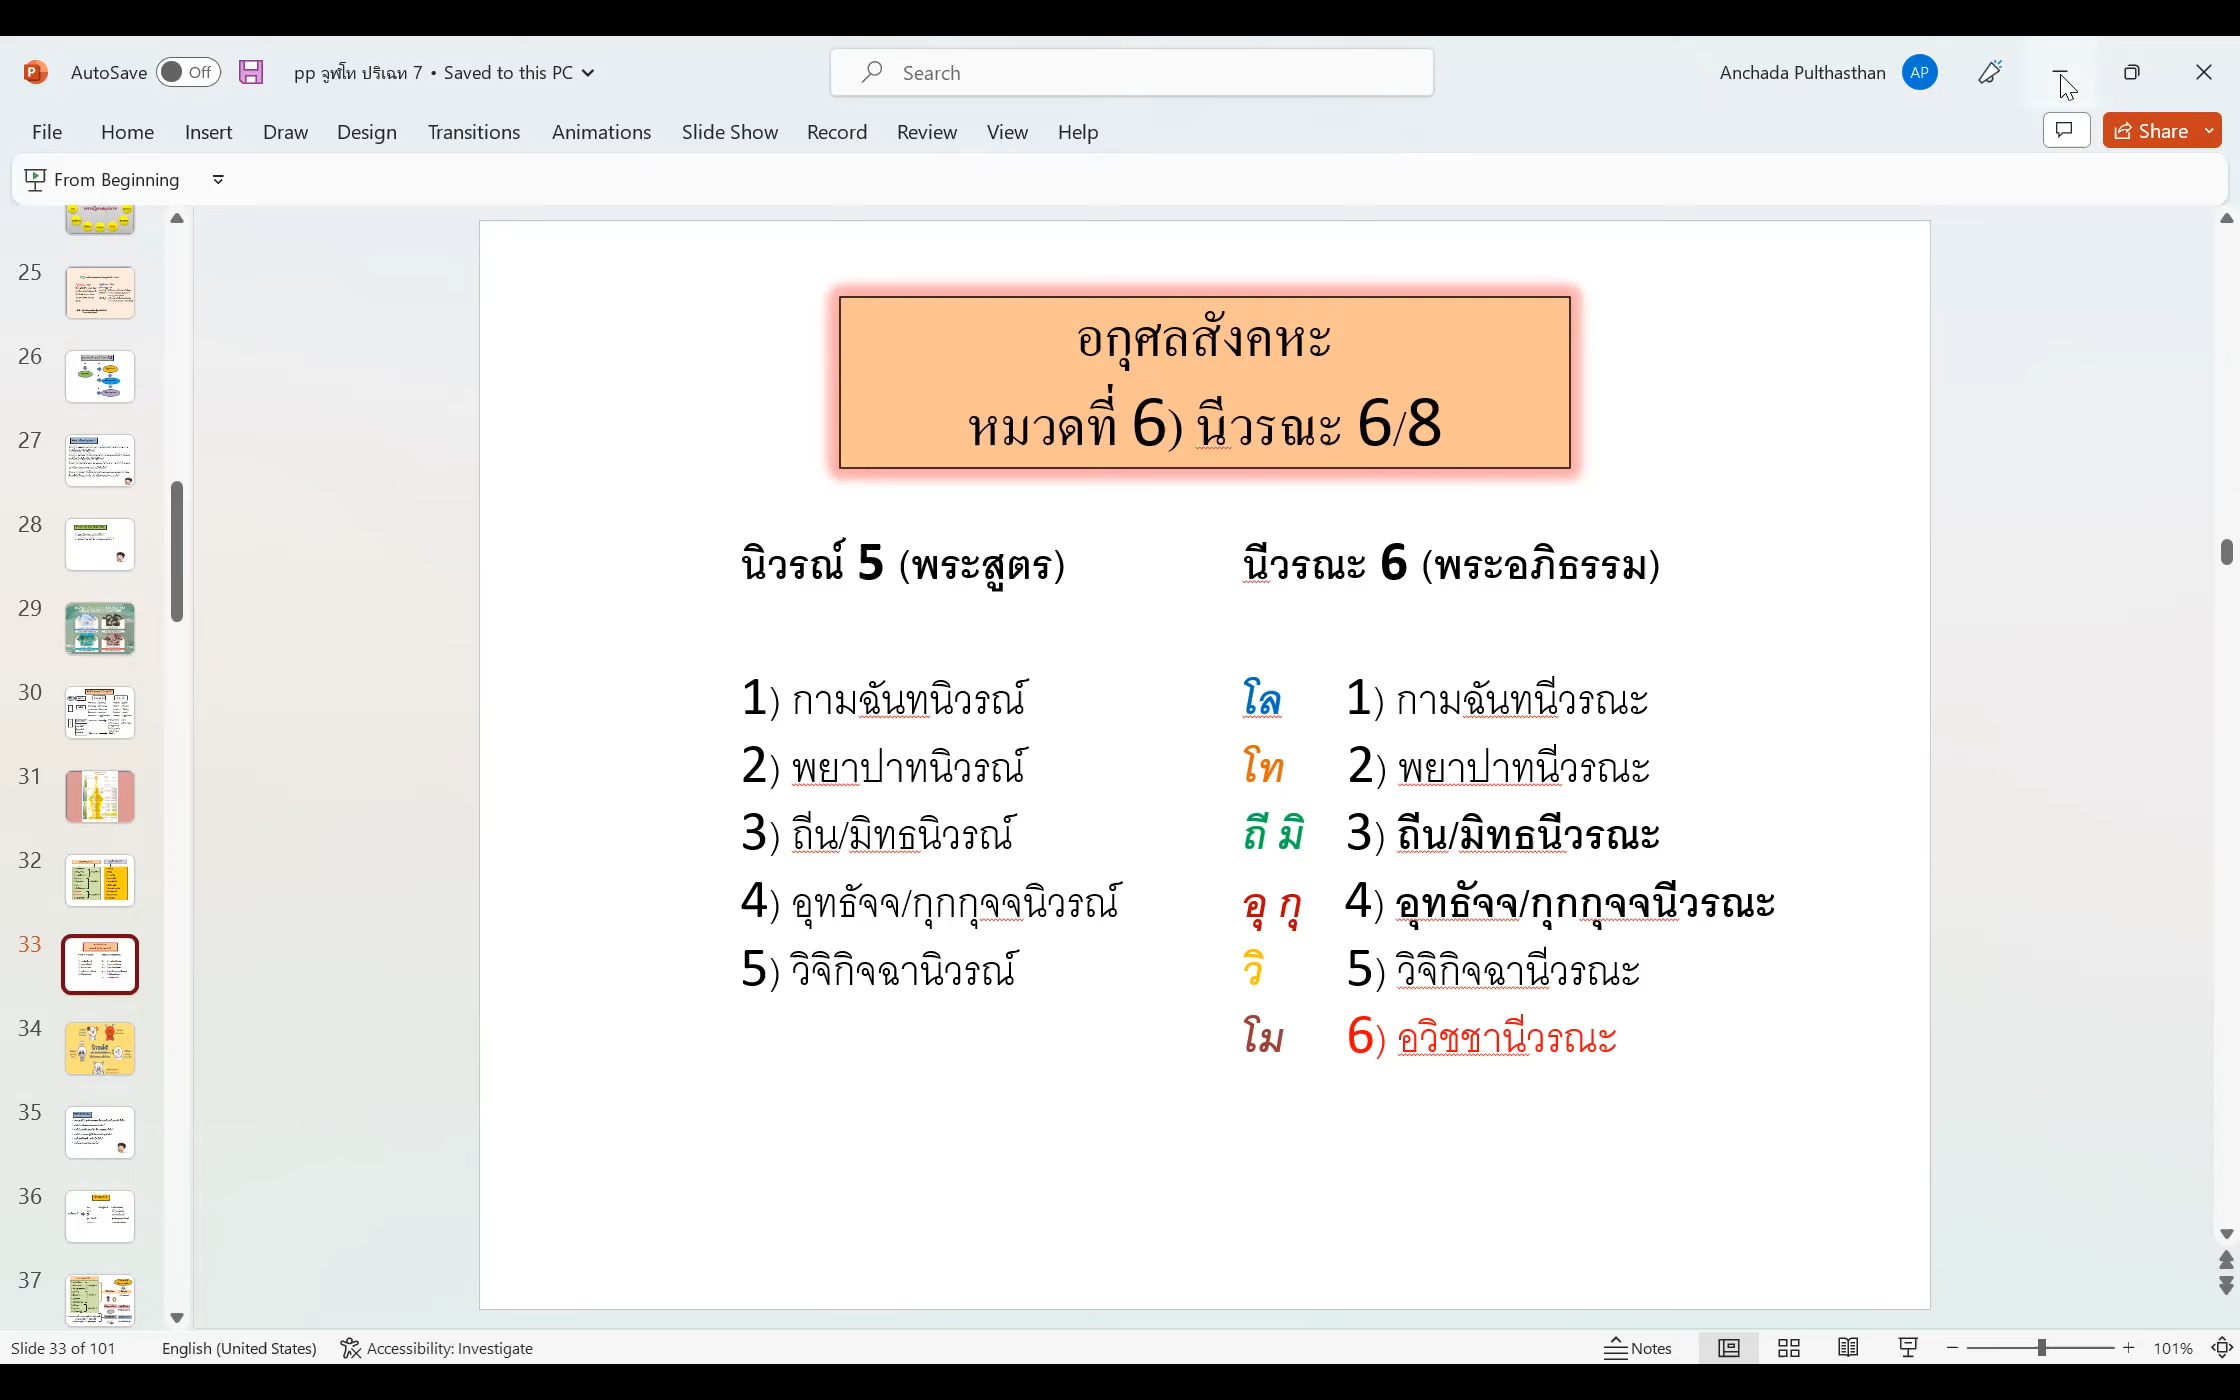 AutoSave Off pp จูฬโท ปริเฉท 7 • Saved to this PC Search Anchada Pulthasthan AP
File Home Insert Draw Design Transitions Animations Slide Show Record Review View Help Share
From Beginning
25
26
27
28
29
30
31
32
33
34
35
36
37
อกุศลสังคหะ
หมวดที่ 6) นีวรณะ 6/8
นิวรณ์ 5 (พระสูตร) นีวรณะ 6 (พระอภิธรรม)
1) กามฉันทนิวรณ์ โล 1) กามฉันทนีวรณะ
2) พยาปาทนิวรณ์ โท 2) พยาปาทนีวรณะ
3) ถีน/มิทธนิวรณ์ ถี มิ 3) ถีน/มิทธนีวรณะ
4) อุทธัจจ/กุกกุจจนิวรณ์ อุ กุ 4) อุทธัจจ/กุกกุจจนีวรณะ
5) วิจิกิจฉานิวรณ์ วิ 5) วิจิกิจฉานีวรณะ
โม 6) อวิชชานีวรณะ
Slide 33 of 101 English (United States) Accessibility: Investigate Notes 101%